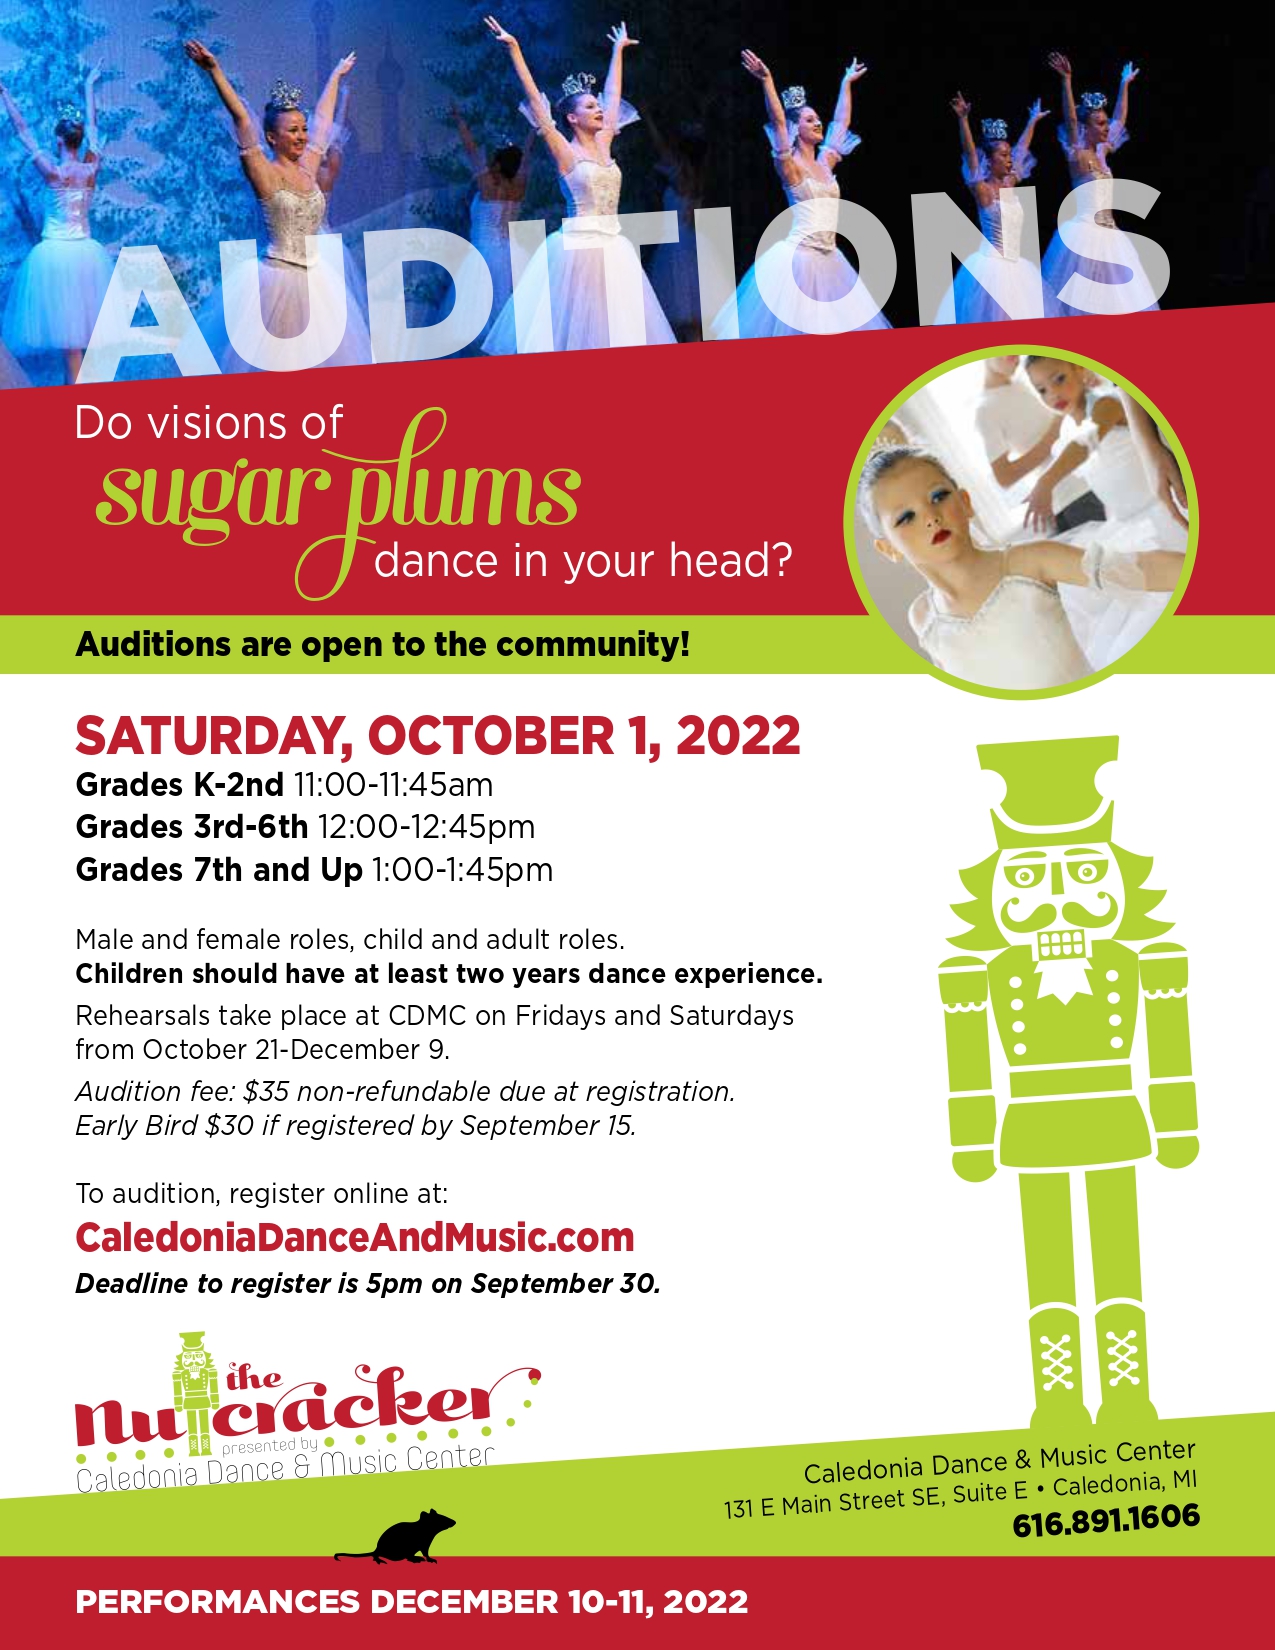 AUDITIONS
Do visions of
sugar plums
dance in your head?
Auditions are open to the community!
SATURDAY, OCTOBER 1, 2022
Grades K-2nd 11:00-11:45am
Grades 3rd-6th 12:00-12:45pm
Grades 7th and Up 1:00-1:45pm
Male and female roles, child and adult roles.
Children should have at least two years dance experience.
Rehearsals take place at CDMC on Fridays and Saturdays
from October 21-December 9.
Audition fee: $35 non-refundable due at registration.
Early Bird $30 if registered by September 15.
To audition, register online at:
CaledoniaDanceAndMusic.com
Deadline to register is 5pm on September 30.
the
nutcracker
presented by
Caledonia Dance & Music Center
Caledonia Dance & Music Center
131 E Main Street SE, Suite E • Caledonia, MI
616.891.1606
PERFORMANCES DECEMBER 10-11, 2022